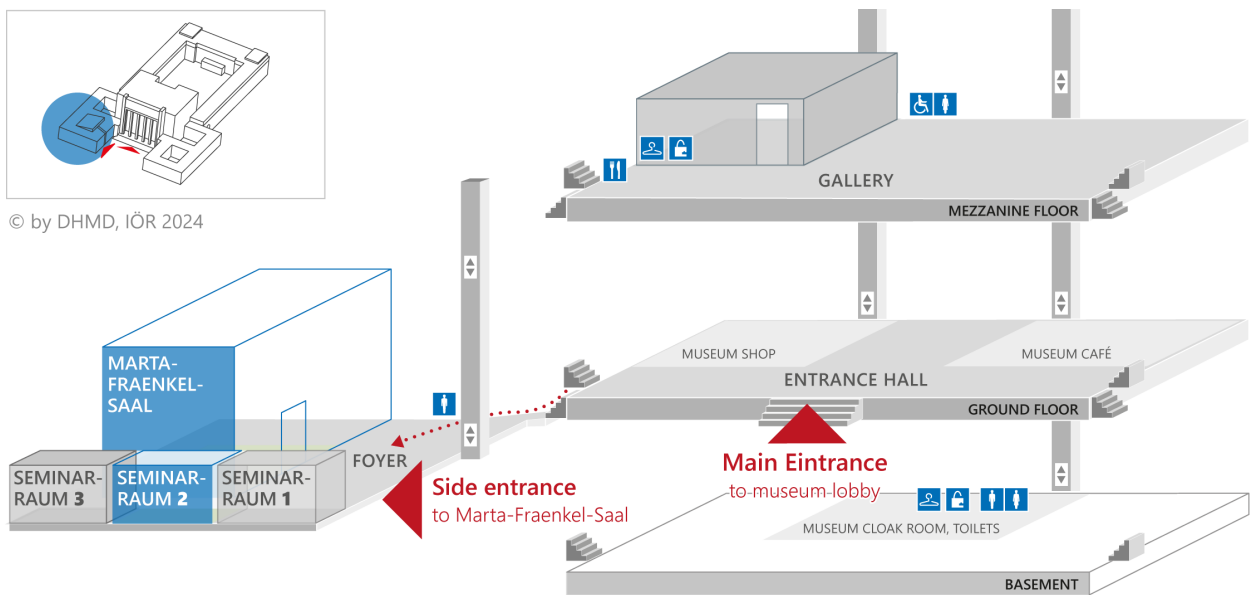 © by DHMD, IÖR 2024
GALLERY
MEZZANINE FLOOR
MUSEUM SHOP
MUSEUM CAFÉ
ENTRANCE HALL
GROUND FLOOR
Main Eintrance
to museum lobby
MARTA-
FRAENKEL-
SAAL
FOYER
SEMINAR-
RAUM 3
SEMINAR-
RAUM 2
SEMINAR-
RAUM 1
Side entrance
to Marta-Fraenkel-Saal
MUSEUM CLOAK ROOM, TOILETS
BASEMENT